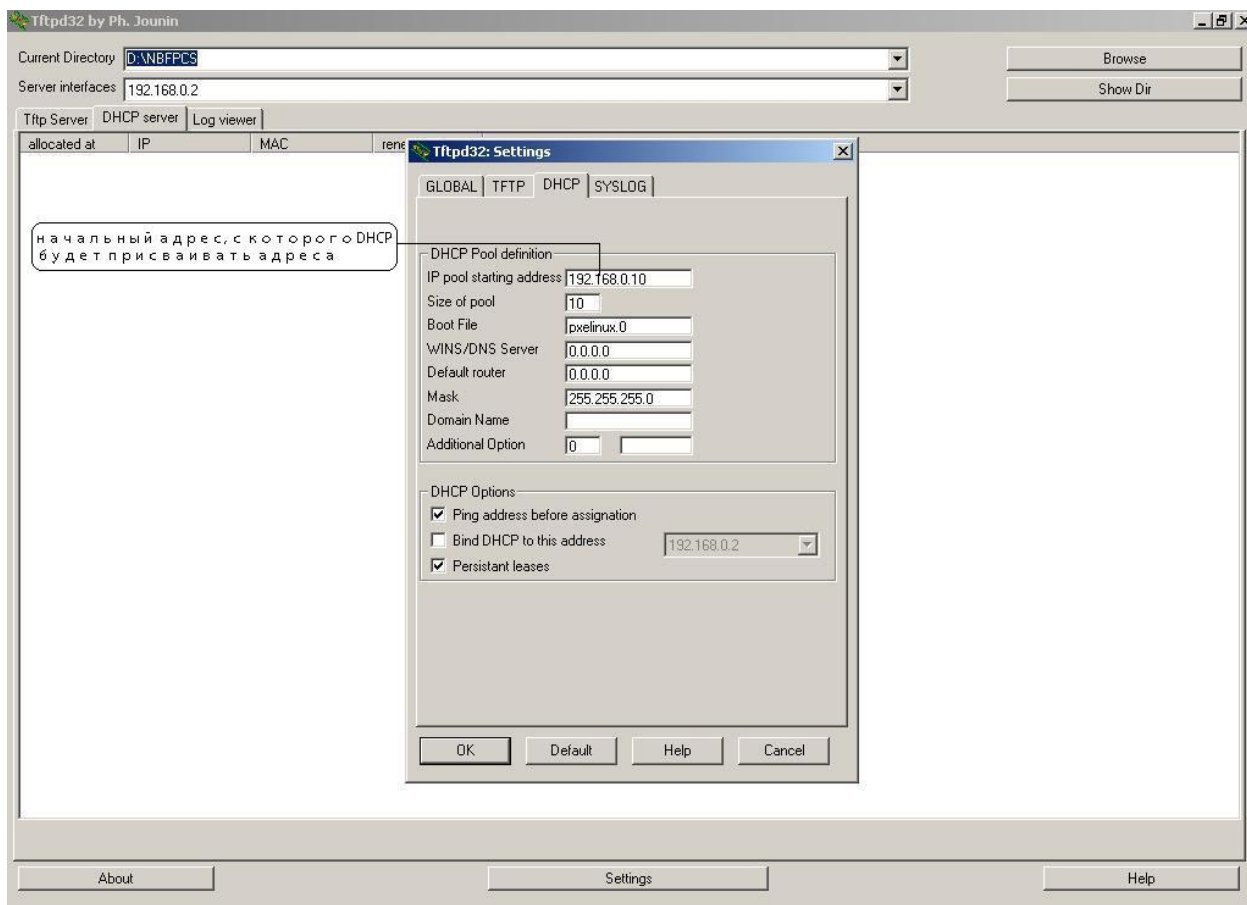 Tftpd32 by Ph. Jounin
Current Directory D:\NBFPCS
Browse
Server interfaces 192.168.0.2
Show Dir
Tftp Server DHCP server Log viewer
allocated at IP MAC
Tftpd32: Settings
GLOBAL TFTP DHCP SYSLOG
начальный адрес, с которого DHCP
будет присваивать адреса
DHCP Pool definition
IP pool starting address 192.168.0.10
Size of pool 10
Boot File pxelinux.0
WINS/DNS Server 0.0.0.0
Default router 0.0.0.0
Mask 255.255.255.0
Domain Name
Additional Option 0
DHCP Options
Ping address before assignation
Bind DHCP to this address 192.168.0.2
Persistant leases
OK Default Help Cancel
About Settings Help